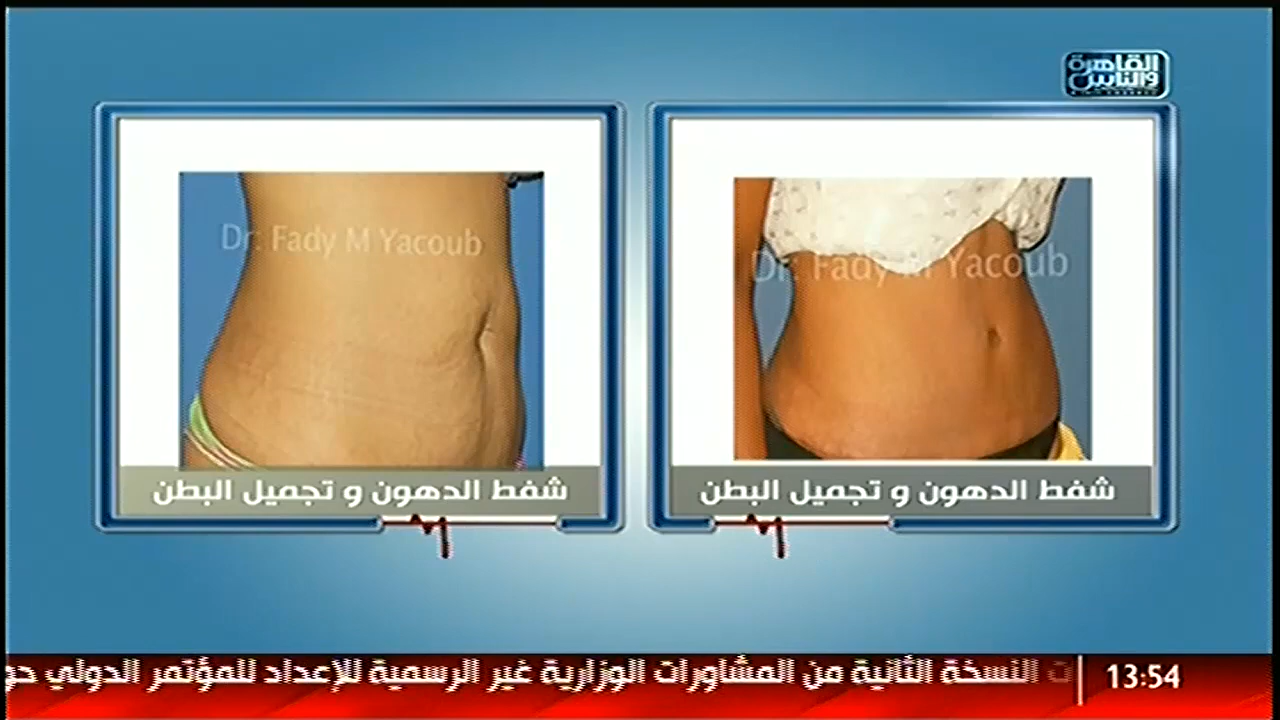 القاهرة
والناس
Dr. Fady M Yacoub
Dr. Fady M Yacoub
شفط الدهون و تجميل البطن
شفط الدهون و تجميل البطن
النسخة الثانية من المشاورات الوزارية غير الرسمية للإعداد للمؤتمر الدولي
13:54